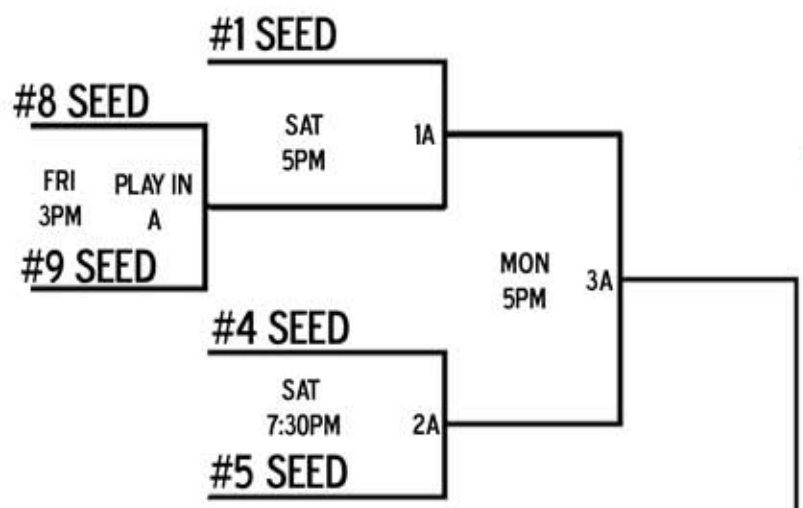 #1 SEED
#8 SEED
SAT
5PM
1A
FRI
3PM
PLAY IN
A
#9 SEED
MON
5PM
3A
#4 SEED
SAT
7:30PM
2A
#5 SEED